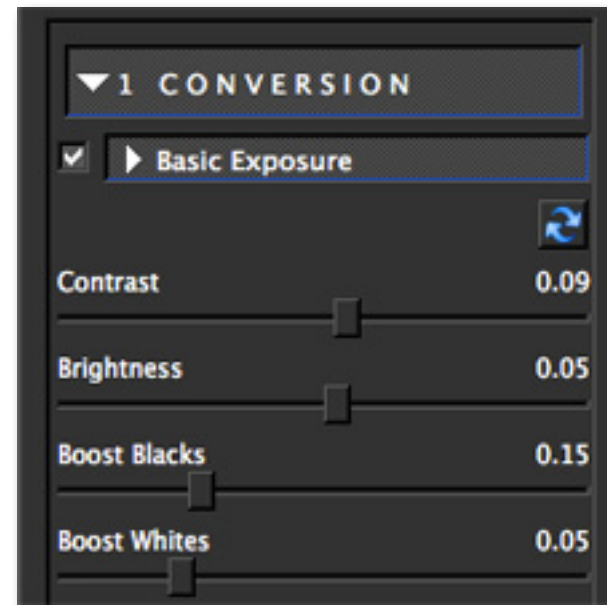 1 CONVERSION
Basic Exposure
Contrast 0.09
Brightness 0.05
Boost Blacks 0.15
Boost Whites 0.05